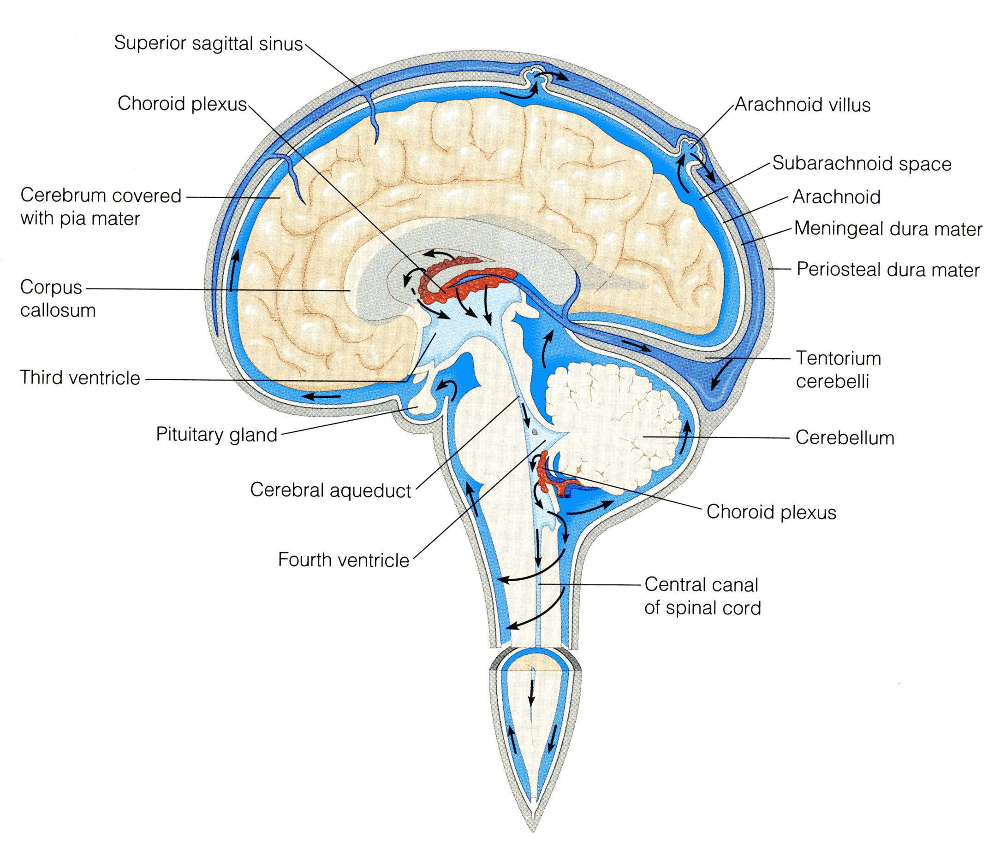 Superior sagittal sinus
Choroid plexus
Cerebrum covered
with pia mater
Corpus
callosum
Third ventricle
Pituitary gland
Cerebral aqueduct
Fourth ventricle
Arachnoid villus
Subarachnoid space
Arachnoid
Meningeal dura mater
Periosteal dura mater
Tentorium
cerebelli
Cerebellum
Choroid plexus
Central canal
of spinal cord